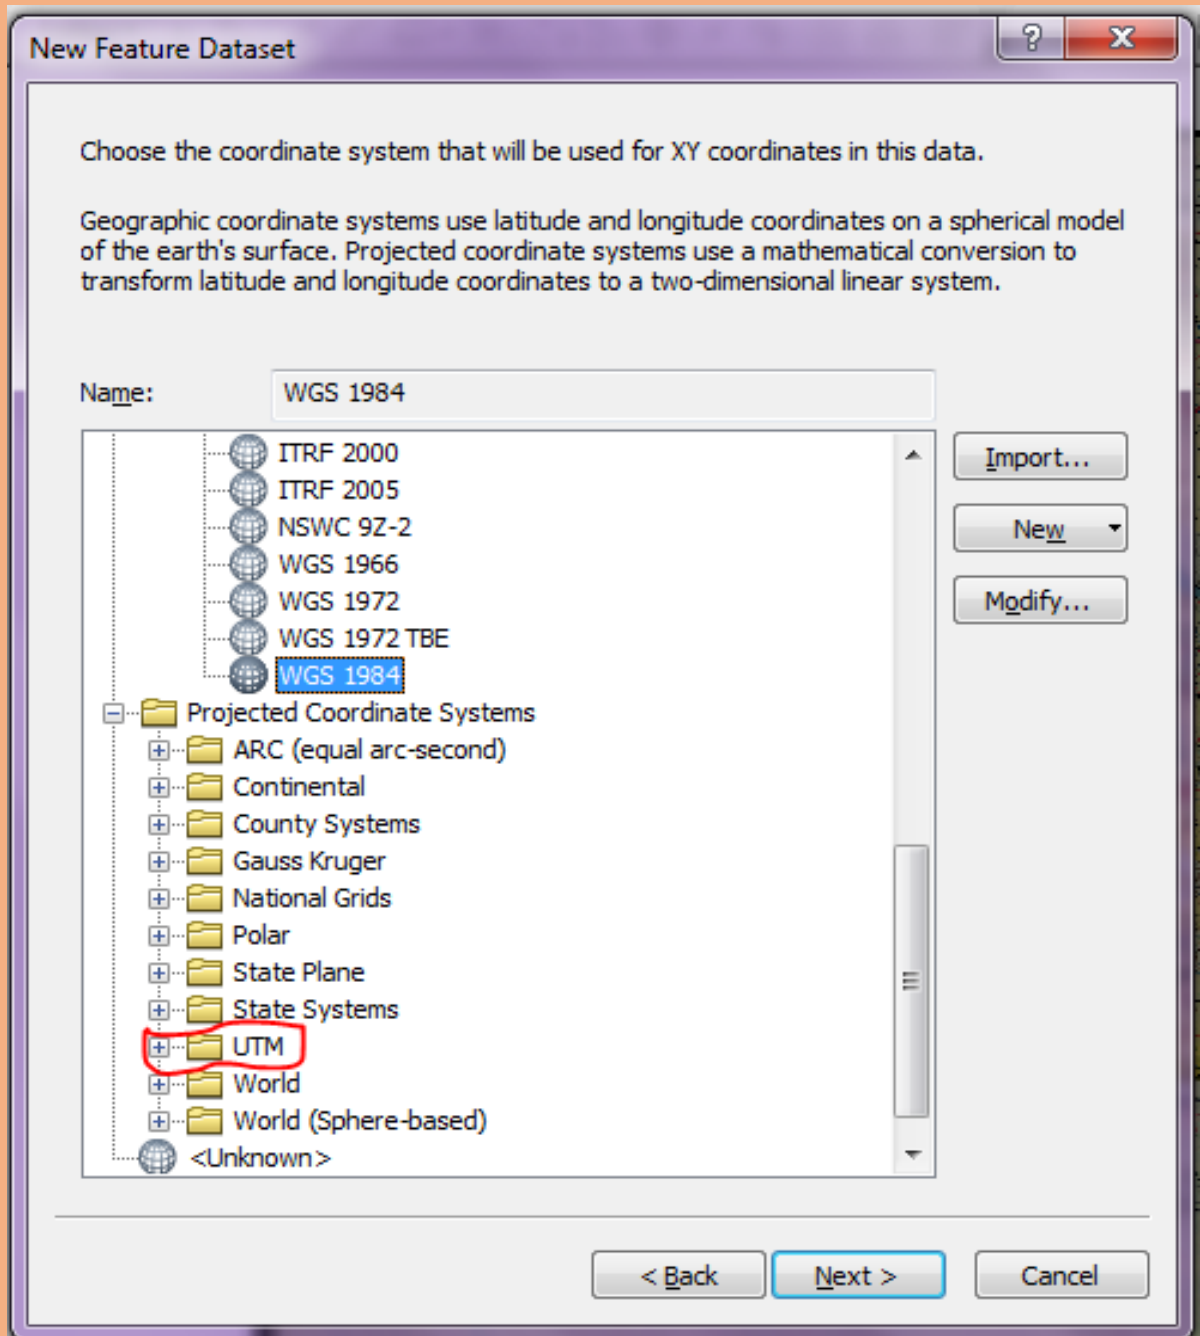 New Feature Dataset
Choose the coordinate system that will be used for XY coordinates in this data.
Geographic coordinate systems use latitude and longitude coordinates on a spherical model
of the earth's surface. Projected coordinate systems use a mathematical conversion to
transform latitude and longitude coordinates to a two-dimensional linear system.
Name: WGS 1984
ITRF 2000
ITRF 2005
NSWC 9Z-2
WGS 1966
WGS 1972
WGS 1972 TBE
WGS 1984
Projected Coordinate Systems
ARC (equal arc-second)
Continental
County Systems
Gauss Kruger
National Grids
Polar
State Plane
State Systems
UTM
World
World (Sphere-based)
<Unknown>
Import...
New
Modify...
< Back Next > Cancel